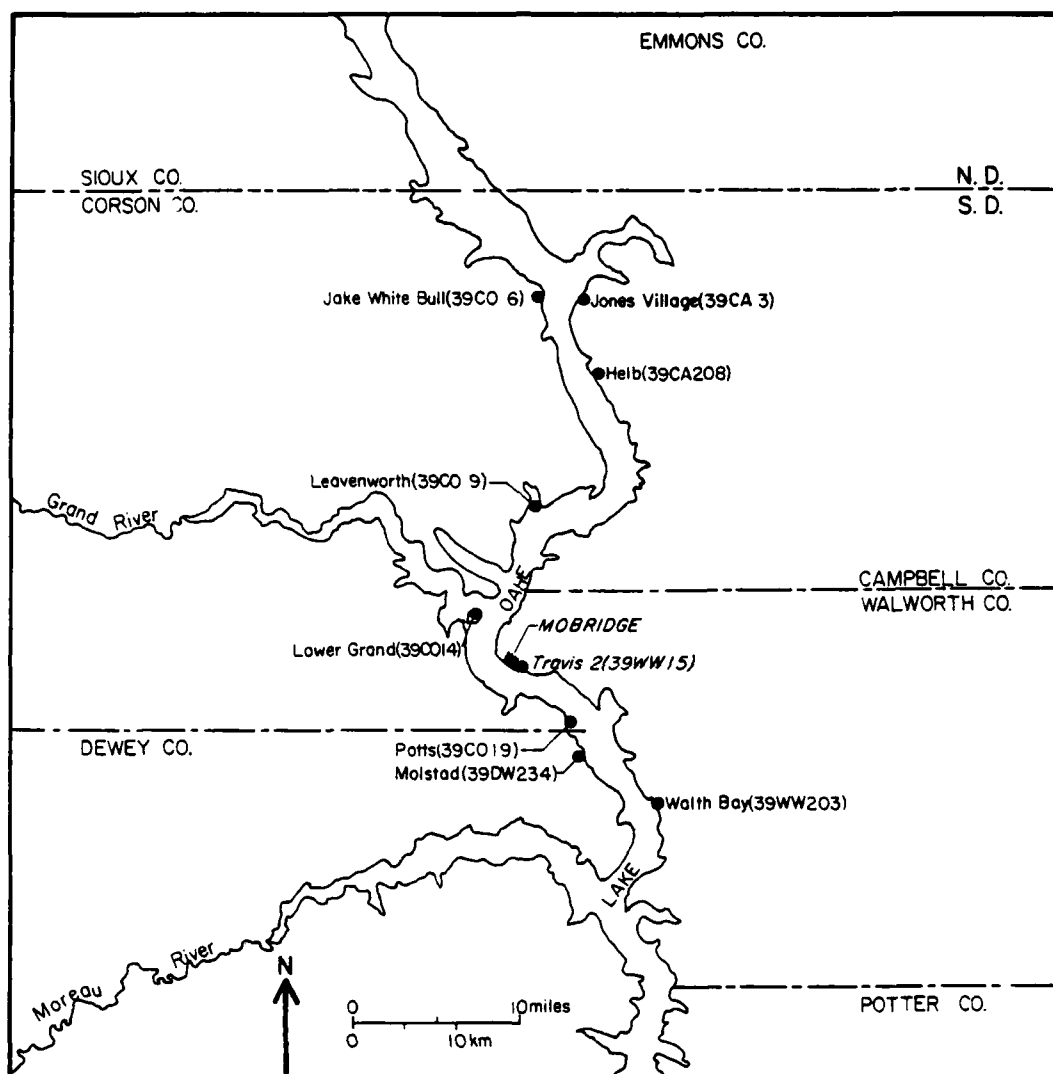 EMMONS CO.
SIOUX CO.
N. D.
CORSON CO.
S. D.
Jake White Bull(39CO 6)
Jones Village(39CA 3)
Helb(39CA208)
Leavenworth(39CO 9)
Grand River
OAHE
CAMPBELL CO.
WALWORTH CO.
MOBRIDGE
Lower Grand(39CO14)
Travis 2(39WW15)
Potts(39CO19)
DEWEY CO.
Molstad(39DW234)
Walth Bay(39WW203)
LAKE
Moreau River
N
0 10 miles
0 10 km
POTTER CO.